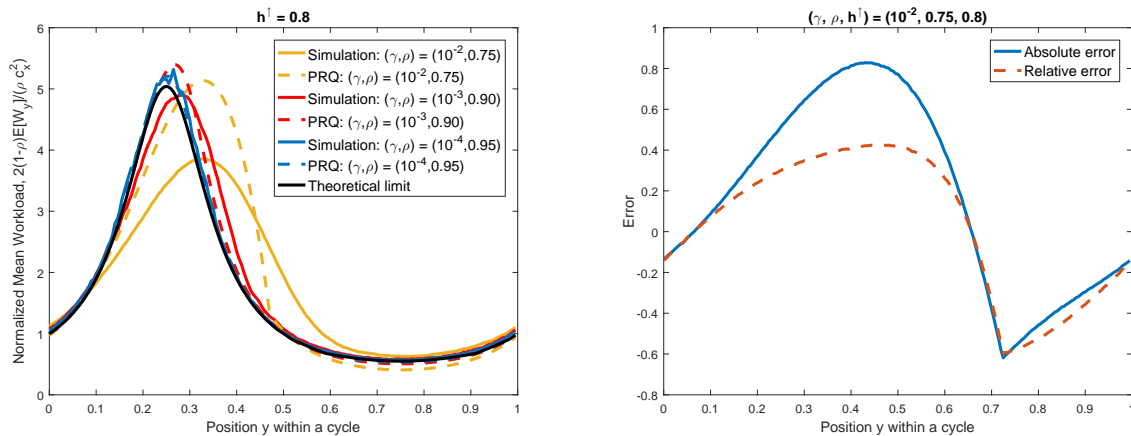 h↑ = 0.8
Normalized Mean Workload, 2(1-ρ)E[W_y]/(ρ c_x^2)
6
5
4
3
2
1
0
Simulation: (γ,ρ) = (10^-2,0.75)
PRQ: (γ,ρ) = (10^-2,0.75)
Simulation: (γ,ρ) = (10^-3,0.90)
PRQ: (γ,ρ) = (10^-3,0.90)
Simulation: (γ,ρ) = (10^-4,0.95)
PRQ: (γ,ρ) = (10^-4,0.95)
Theoretical limit
0 0.1 0.2 0.3 0.4 0.5 0.6 0.7 0.8 0.9 1
Position y within a cycle
(γ, ρ, h↑) = (10^-2, 0.75, 0.8)
Error
1
0.8
0.6
0.4
0.2
0
-0.2
-0.4
-0.6
-0.8
Absolute error
Relative error
0 0.1 0.2 0.3 0.4 0.5 0.6 0.7 0.8 0.9 1
Position y within a cycle